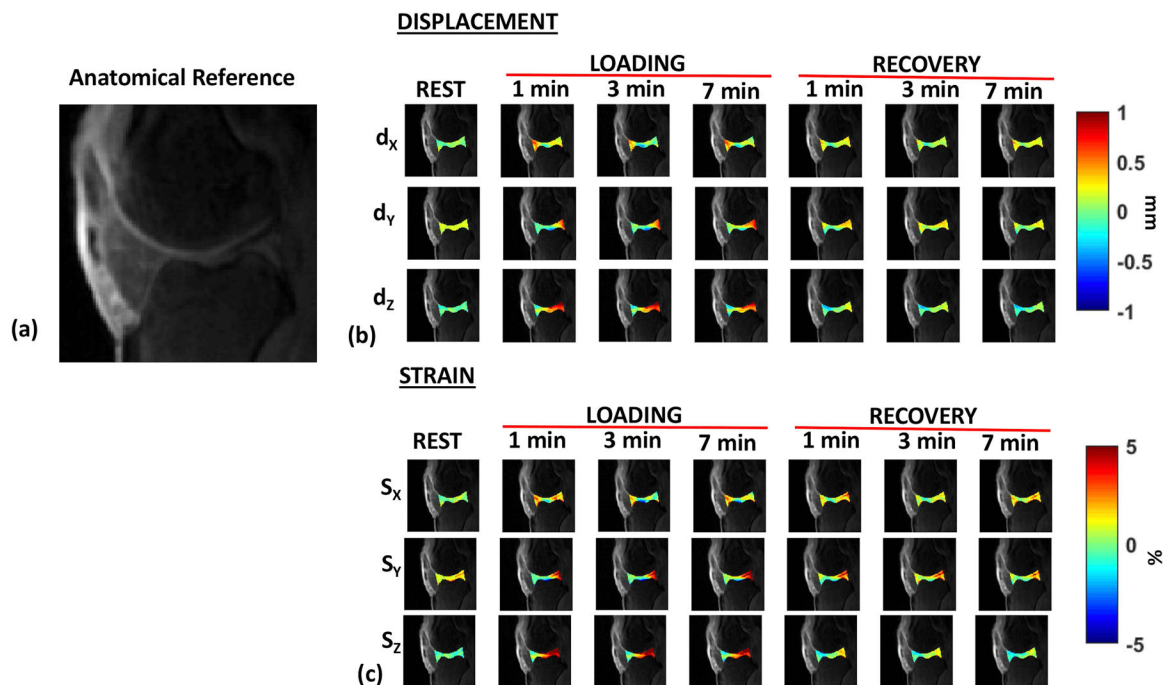 DISPLACEMENT
Anatomical Reference
LOADING
RECOVERY
REST
1 min
3 min
7 min
1 min
3 min
7 min
dX
dY
dZ
1
0.5
0
-0.5
-1
mm
(a)
(b)
STRAIN
LOADING
RECOVERY
REST
1 min
3 min
7 min
1 min
3 min
7 min
SX
SY
SZ
5
0
-5
%
(c)